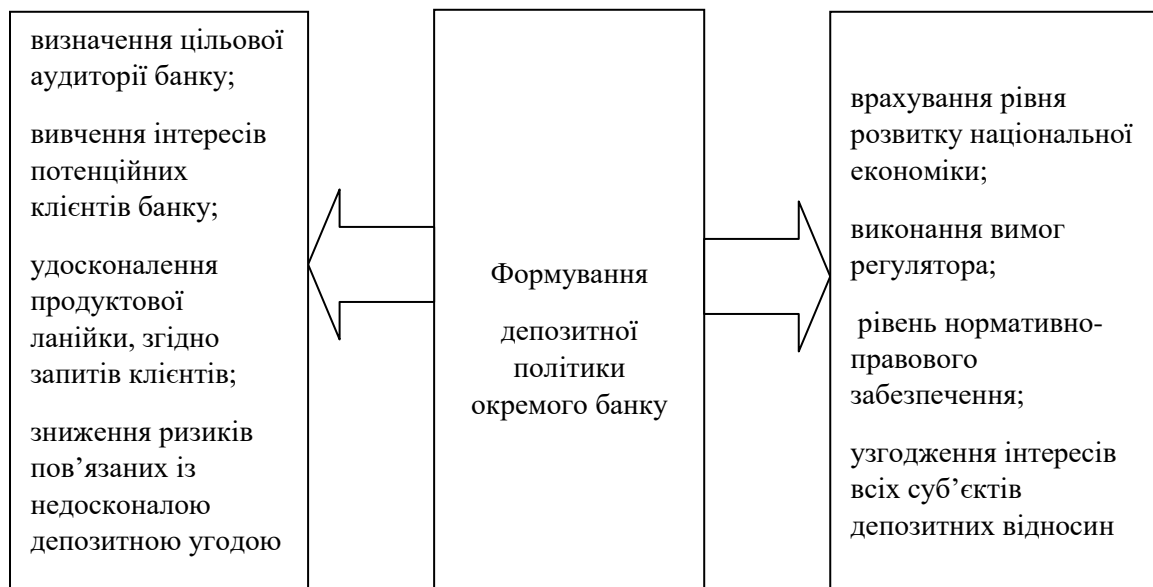 визначення цільової
аудиторії банку;
вивчення інтересів
потенційних
клієнтів банку;
удосконалення
продуктової
ланійки, згідно
запитів клієнтів;
зниження ризиків
пов’язаних із
недосконалою
депозитною угодою
Формування
депозитної
політики
окремого банку
врахування рівня
розвитку національної
економіки;
виконання вимог
регулятора;
рівень нормативно-
правового
забезпечення;
узгодження інтересів
всіх суб’єктів
депозитних відносин